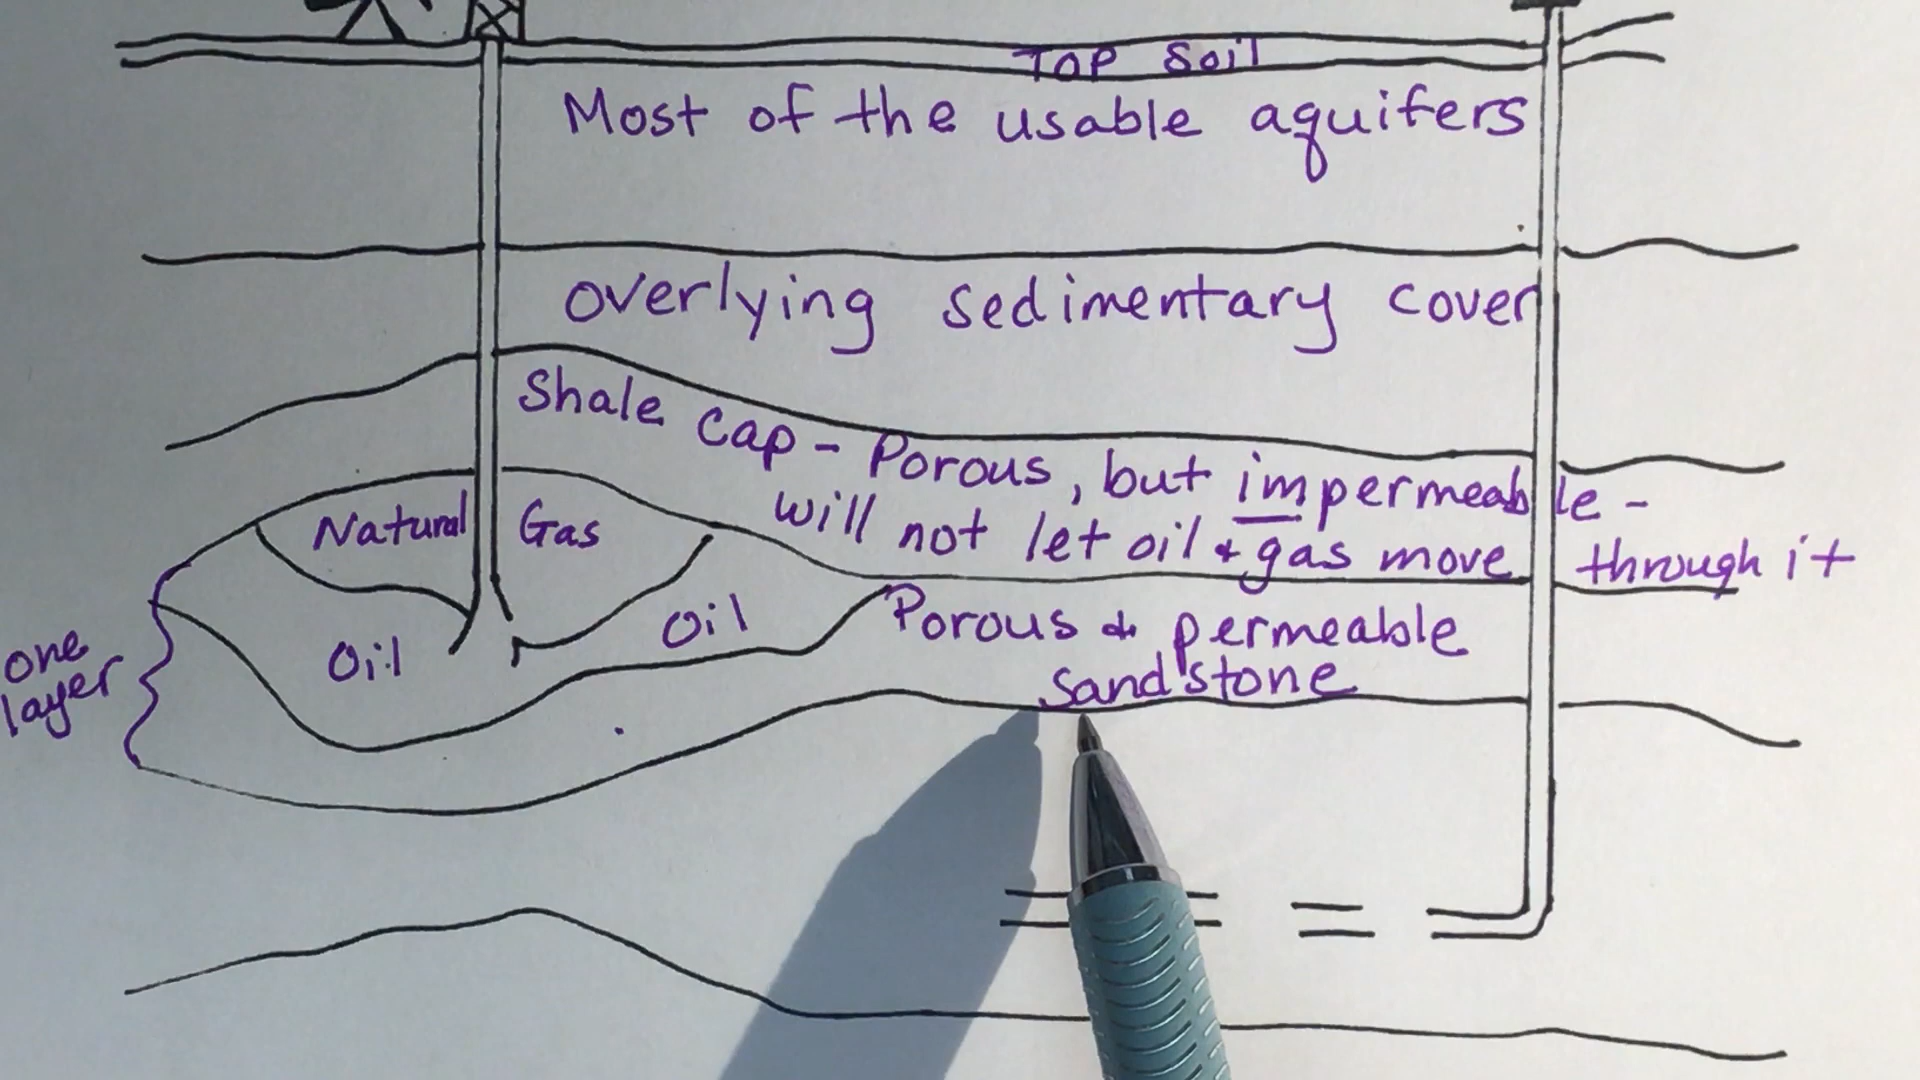 Top Soil
Most of the usable aquifers
overlying sedimentary cover
Shale cap - Porous, but impermeable -
will not let oil & gas move through it
Natural Gas
Oil
Oil
Porous & permeable
sandstone
one
layer